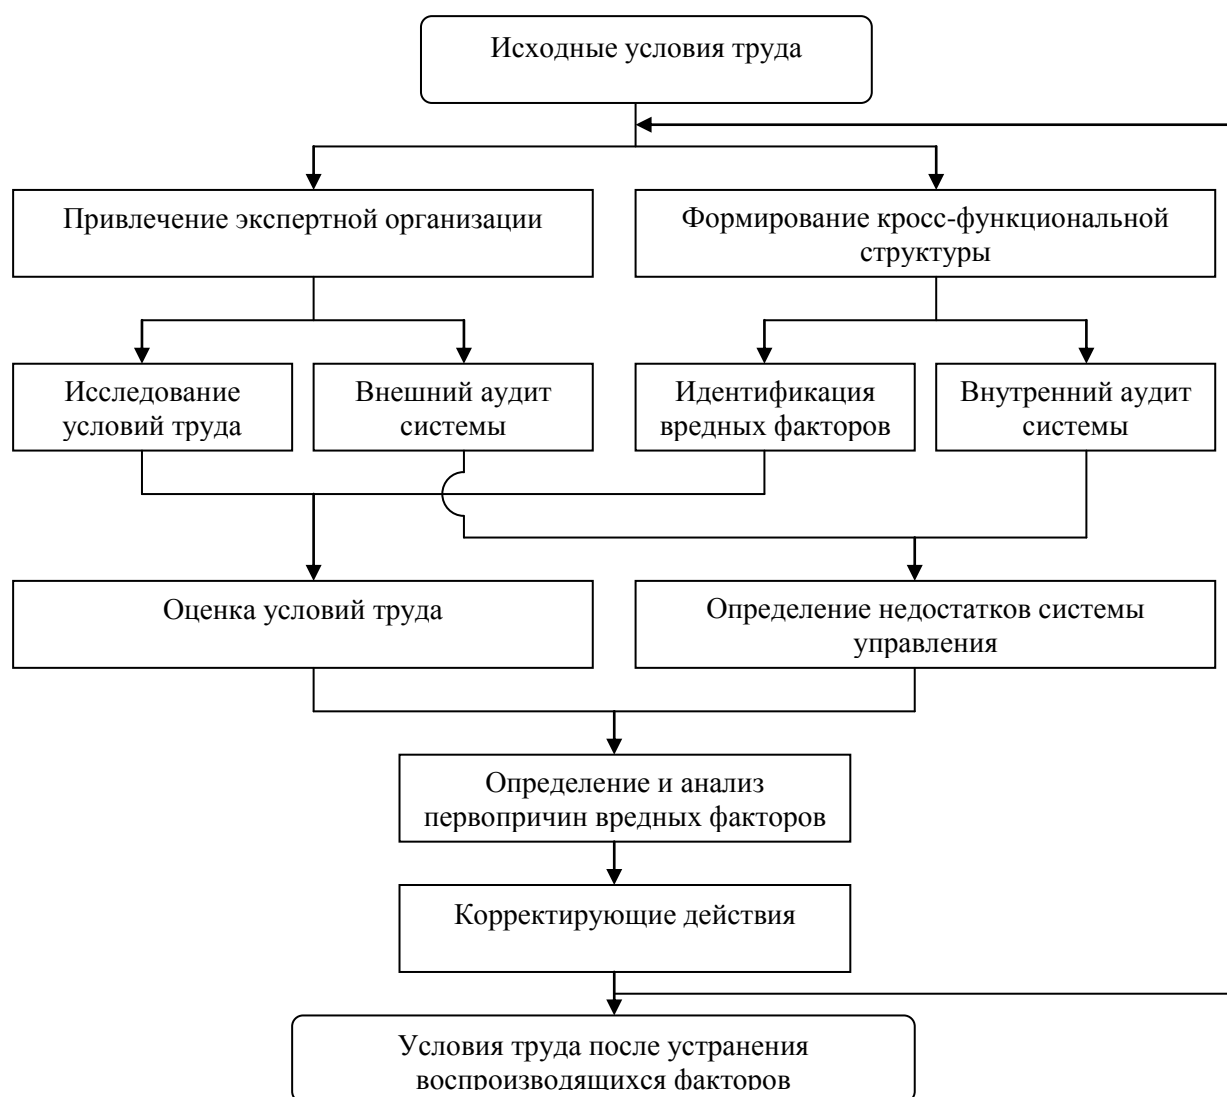 Исходные условия труда
Привлечение экспертной организации
Формирование кросс-функциональной
структуры
Исследование
условий труда
Внешний аудит
системы
Идентификация
вредных факторов
Внутренний аудит
системы
Оценка условий труда
Определение недостатков системы
управления
Определение и анализ
первопричин вредных факторов
Корректирующие действия
Условия труда после устранения
воспроизводящихся факторов